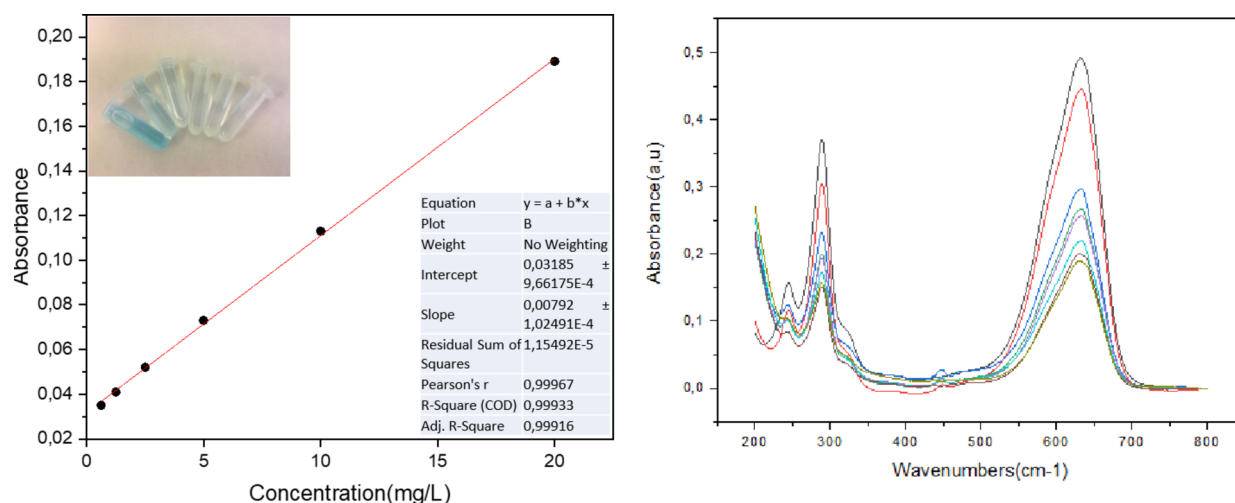 0,20
0,18
0,16
0,14
0,12
0,10
0,08
0,06
0,04
0,02
Absorbance
0
5
10
15
20
Concentration(mg/L)
Equation y = a + b*x
Plot B
Weight No Weighting
Intercept 0,03185 ±
9,66175E-4
Slope 0,00792 ±
1,02491E-4
Residual Sum of 1,15492E-5
Squares
Pearson's r 0,99967
R-Square (COD) 0,99933
Adj. R-Square 0,99916
0,5
0,4
0,3
0,2
0,1
0,0
Absorbance(a,u)
200
300
400
500
600
700
800
Wavenumbers(cm-1)